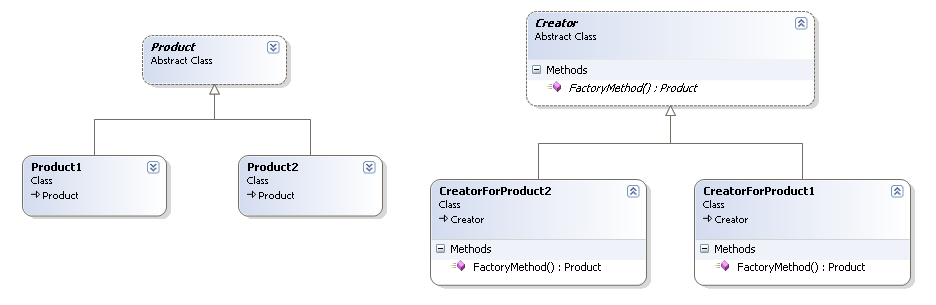 Product
Abstract Class
Product1
Class
Product
Product2
Class
Product
Creator
Abstract Class
Methods
FactoryMethod() : Product
CreatorForProduct2
Class
Creator
Methods
FactoryMethod() : Product
CreatorForProduct1
Class
Creator
Methods
FactoryMethod() : Product